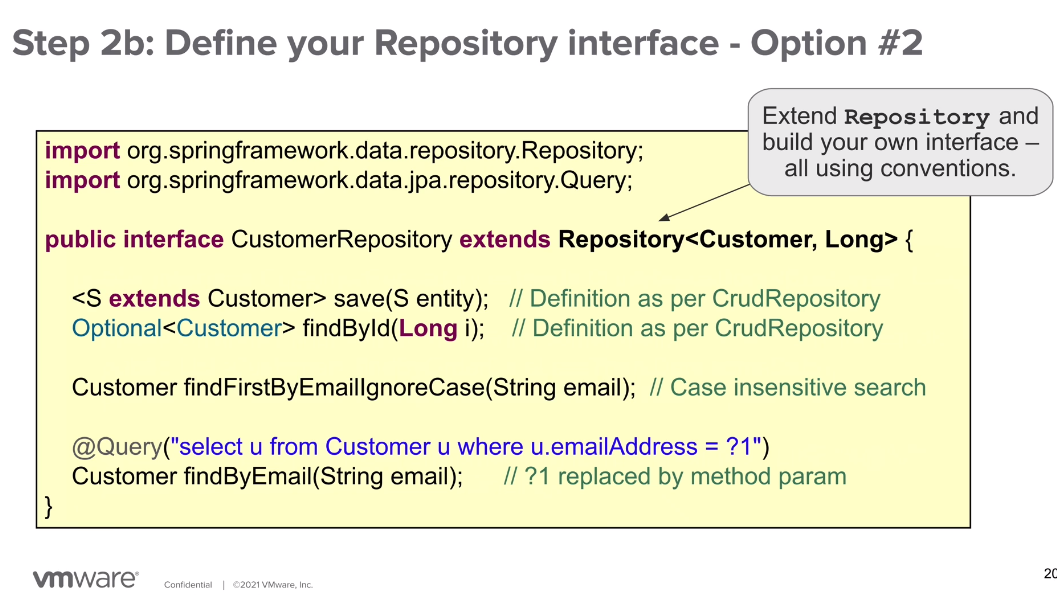 Step 2b: Define your Repository interface - Option #2
Extend Repository and
build your own interface –
all using conventions.
import org.springframework.data.repository.Repository;
import org.springframework.data.jpa.repository.Query;
public interface CustomerRepository extends Repository<Customer, Long> {
<S extends Customer> save(S entity); // Definition as per CrudRepository
Optional<Customer> findById(Long i); // Definition as per CrudRepository
Customer findFirstByEmailIgnoreCase(String email); // Case insensitive search
@Query("select u from Customer u where u.emailAddress = ?1")
Customer findByEmail(String email); // ?1 replaced by method param
}
vmware®
Confidential | ©2021 VMware, Inc.
20